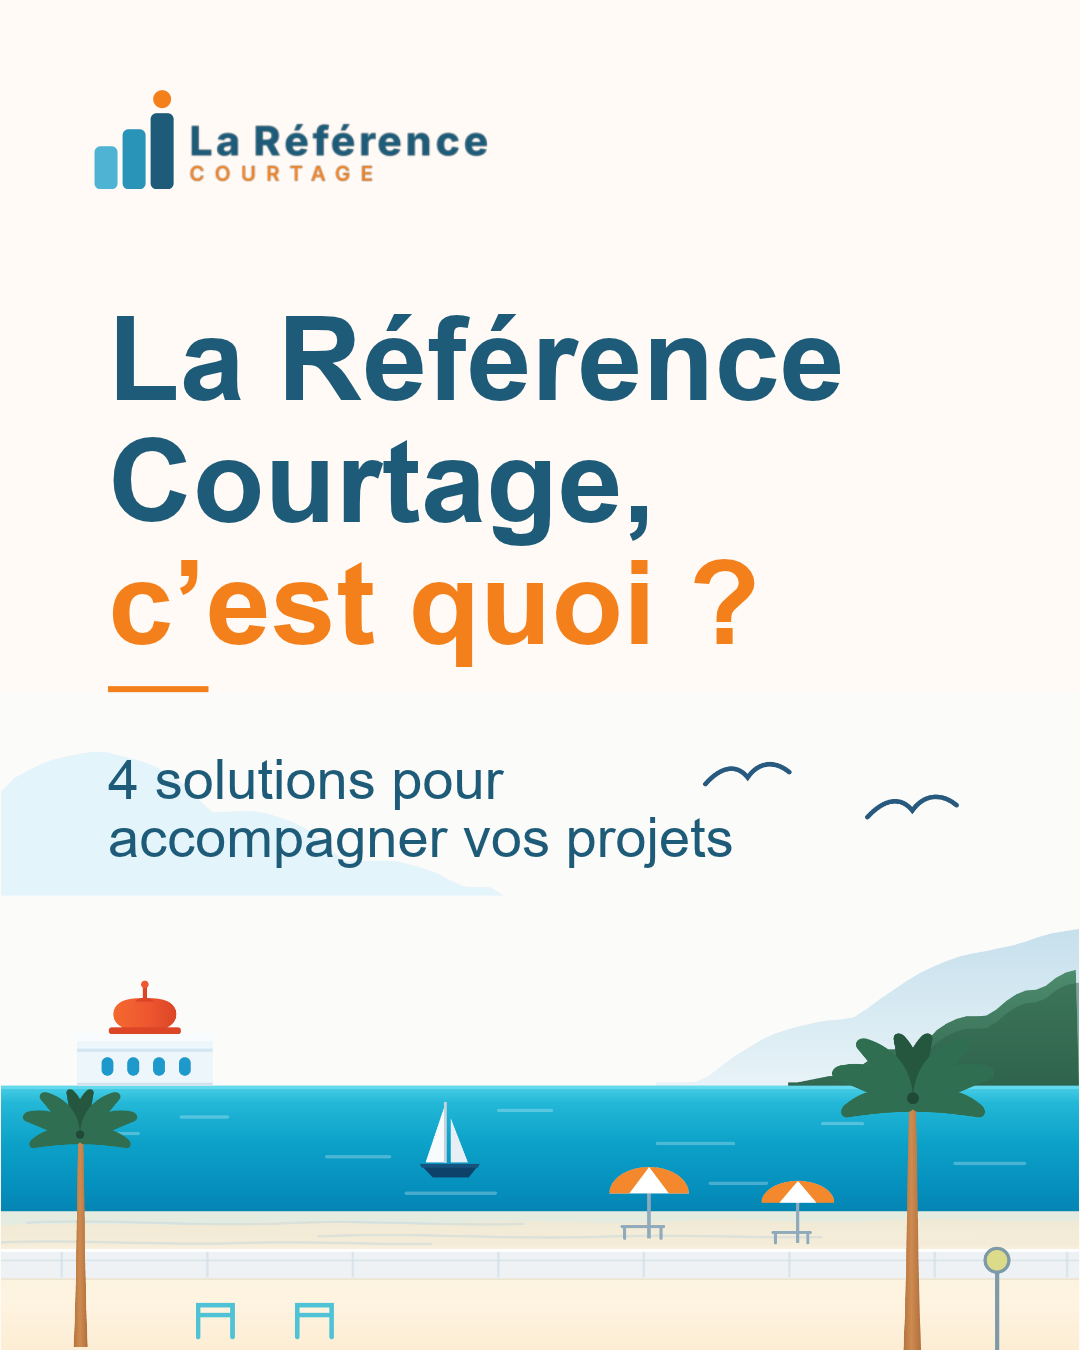 La Référence
COURTAGE
La Référence
Courtage,
c’est quoi ?
4 solutions pour
accompagner vos projets